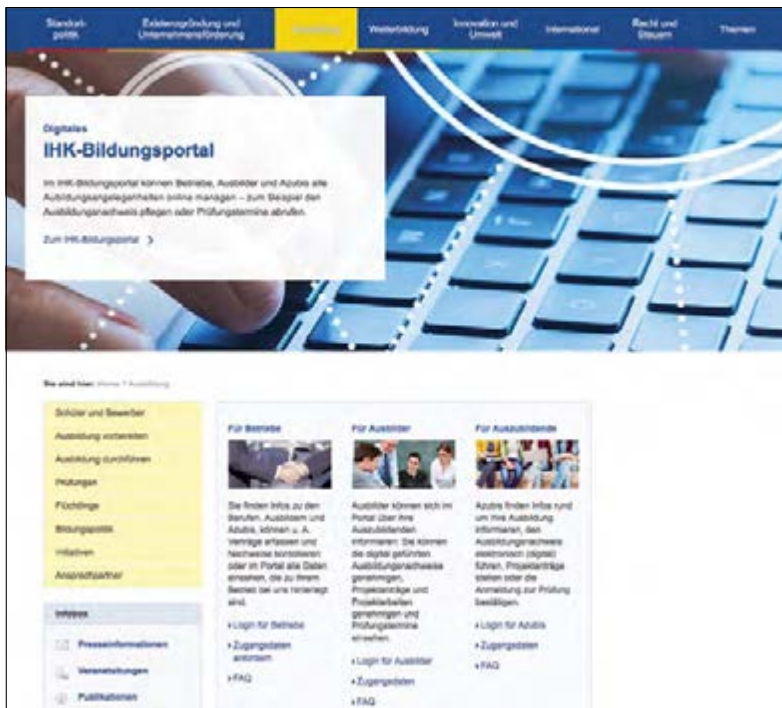 Standort-
politik
Existenzgründung und
Unternehmensförderung
Weiterbildung
Innovation und
Umwelt
International
Recht und
Steuern
Themen
Digitales
IHK-Bildungsportal
Im IHK-Bildungsportal können Betriebe, Ausbilder und Azubis alle
Aubildungsangelegenheiten online managen – zum Beispiel den
Ausbildungsnachweis pflegen oder Prüfungstermine abrufen.
Zum IHK-Bildungsportal
Sie sind hier: Home / Ausbildung
Schüler und Bewerber
Ausbildung vorbereiten
Ausbildung durchführen
Prüfungen
Flüchtlinge
Bildungspolitik
Initiativen
Ansprechpartner
Infobox
Presseinformationen
Veranstaltungen
Publikationen
Für Betriebe
Sie finden Infos zu den
Berufen, Ausbildern und
Azubis, können u. A.
Verträge erfassen und
Nachweise kontrollieren
oder im Portal alle Daten
einsehen, die zu Ihrem
Betrieb bei uns hinterlegt
sind.
Login für Betriebe
Zugangsdaten
anfordern
FAQ
Für Ausbilder
Ausbilder können sich im
Portal über ihre
Auszubildenden
informieren: Sie können
die digital geführten
Ausbildungsnachweise
genehmigen,
Projektanträge und
Projektarbeiten
genehmigen und
Prüfungstermine
einsehen.
Login für Ausbilder
Zugangsdaten
FAQ
Für Auszubildende
Azubis finden Infos rund
um ihre Ausbildung
informieren, den
Ausbildungsnachweis
elektronisch (digital)
führen, Projektanträge
stellen oder die
Anmeldung zur Prüfung
bestätigen.
Login für Azubis
Zugangsdaten
FAQ